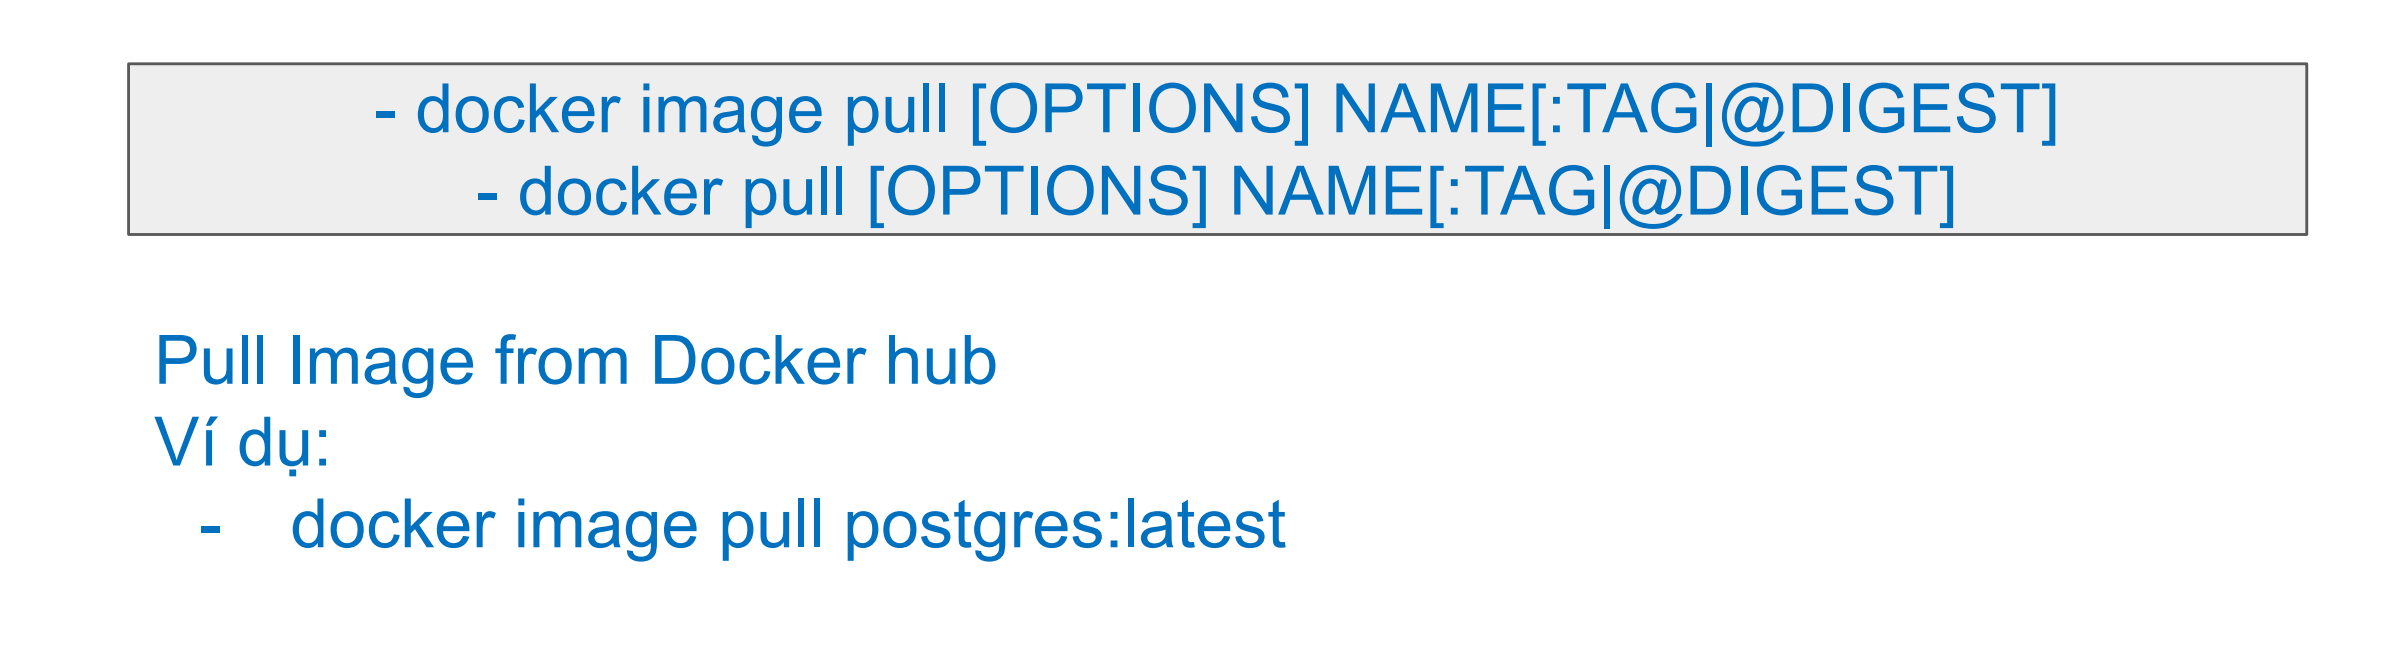 - docker image pull [OPTIONS] NAME[:TAG|@DIGEST]
- docker pull [OPTIONS] NAME[:TAG|@DIGEST]
Pull Image from Docker hub
Ví dụ:
- docker image pull postgres:latest